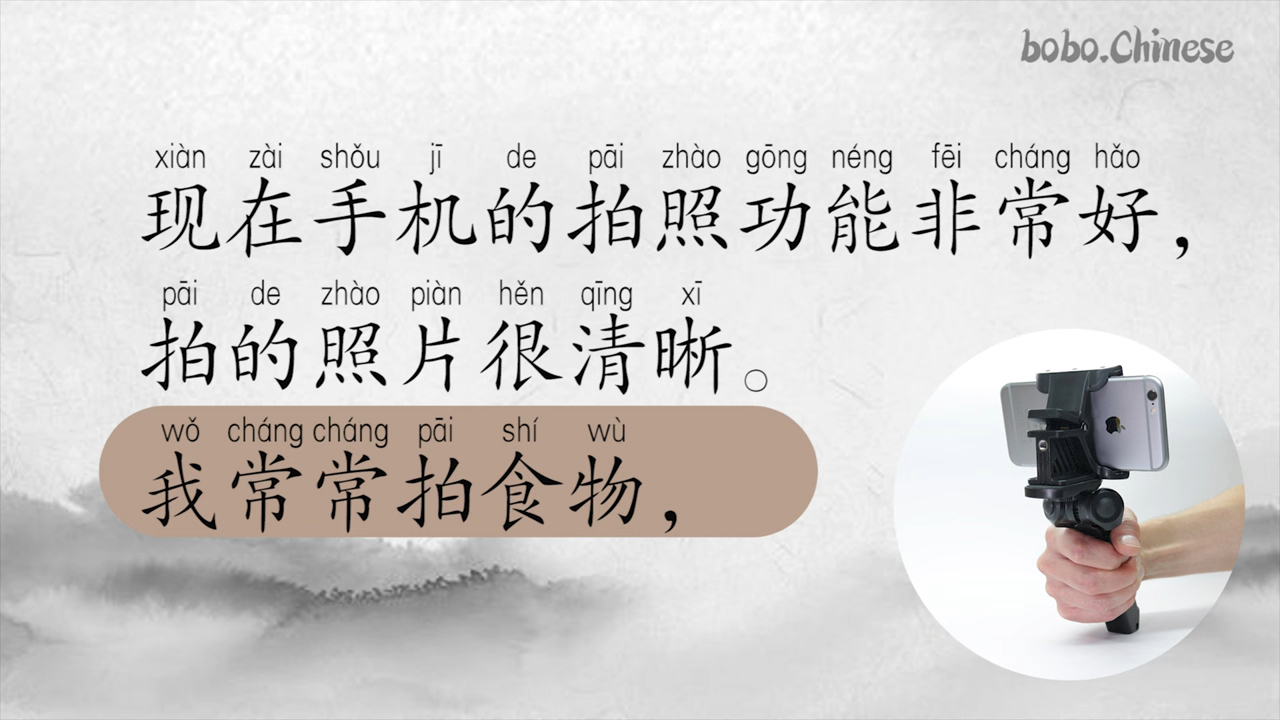 bobo.Chinese
xiàn zài shǒu jī de pāi zhào gōng néng fēi cháng hǎo
现在手机的拍照功能非常好，
pāi de zhào piàn hěn qīng xī
拍的照片很清晰。
wǒ cháng cháng pāi shí wù
我常常拍食物，